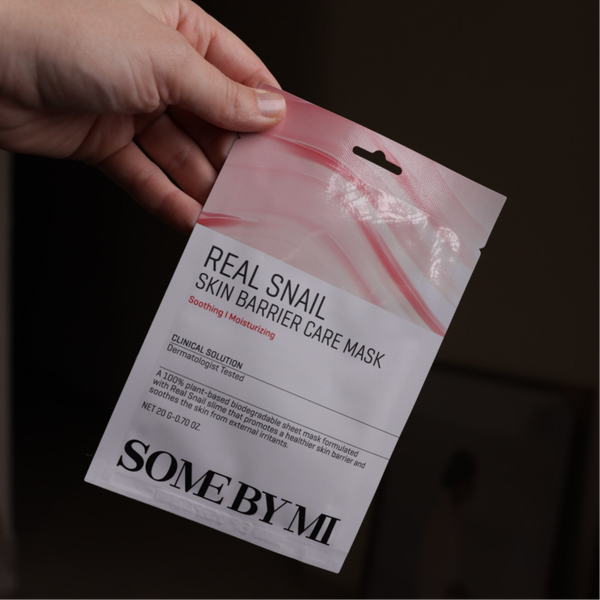 REAL SNAIL
SKIN BARRIER CARE MASK
Soothing I Moisturizing
CLINICAL SOLUTION
Dermatologist Tested
A 100% plant-based biodegradable sheet mask formulated
with Real Snail slime that promotes a healthier skin barrier and
soothes the skin from external irritants.
NET 20 G-0.70 OZ.
SOME BY MI